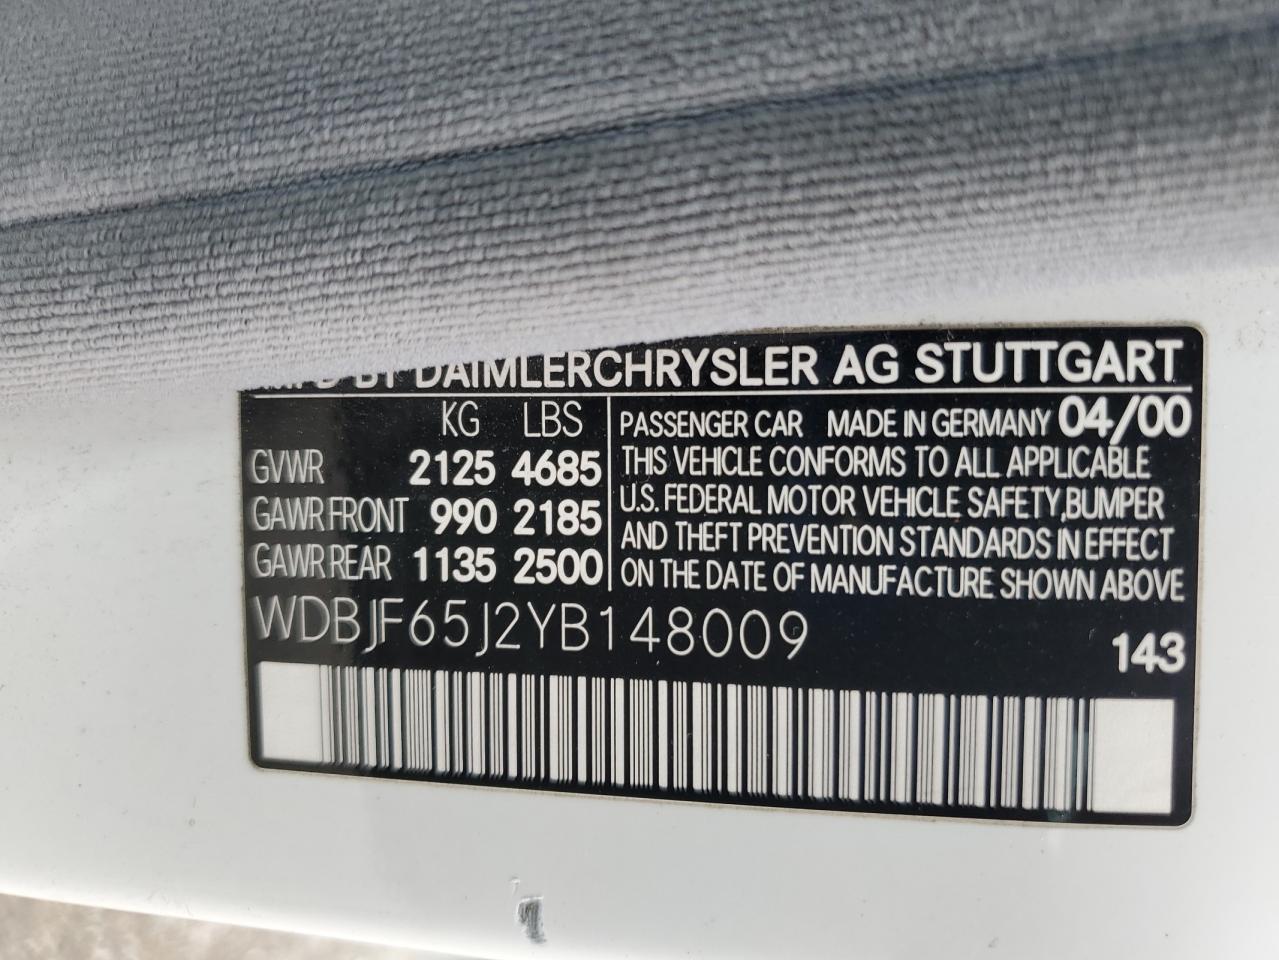 MFD BY DAIMLERCHRYSLER AG STUTTGART
KG LBS
GVWR 2125 4685
GAWR FRONT 990 2185
GAWR REAR 1135 2500
PASSENGER CAR MADE IN GERMANY 04/00
THIS VEHICLE CONFORMS TO ALL APPLICABLE
U.S. FEDERAL MOTOR VEHICLE SAFETY,BUMPER
AND THEFT PREVENTION STANDARDS IN EFFECT
ON THE DATE OF MANUFACTURE SHOWN ABOVE
WDBJF65J2YB148009
143